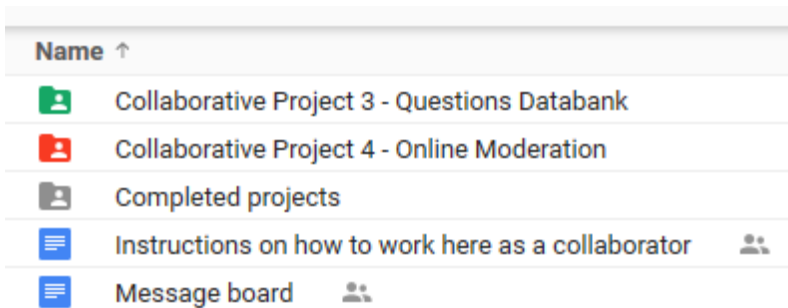 Name ↑
Collaborative Project 3 - Questions Databank
Collaborative Project 4 - Online Moderation
Completed projects
Instructions on how to work here as a collaborator
Message board